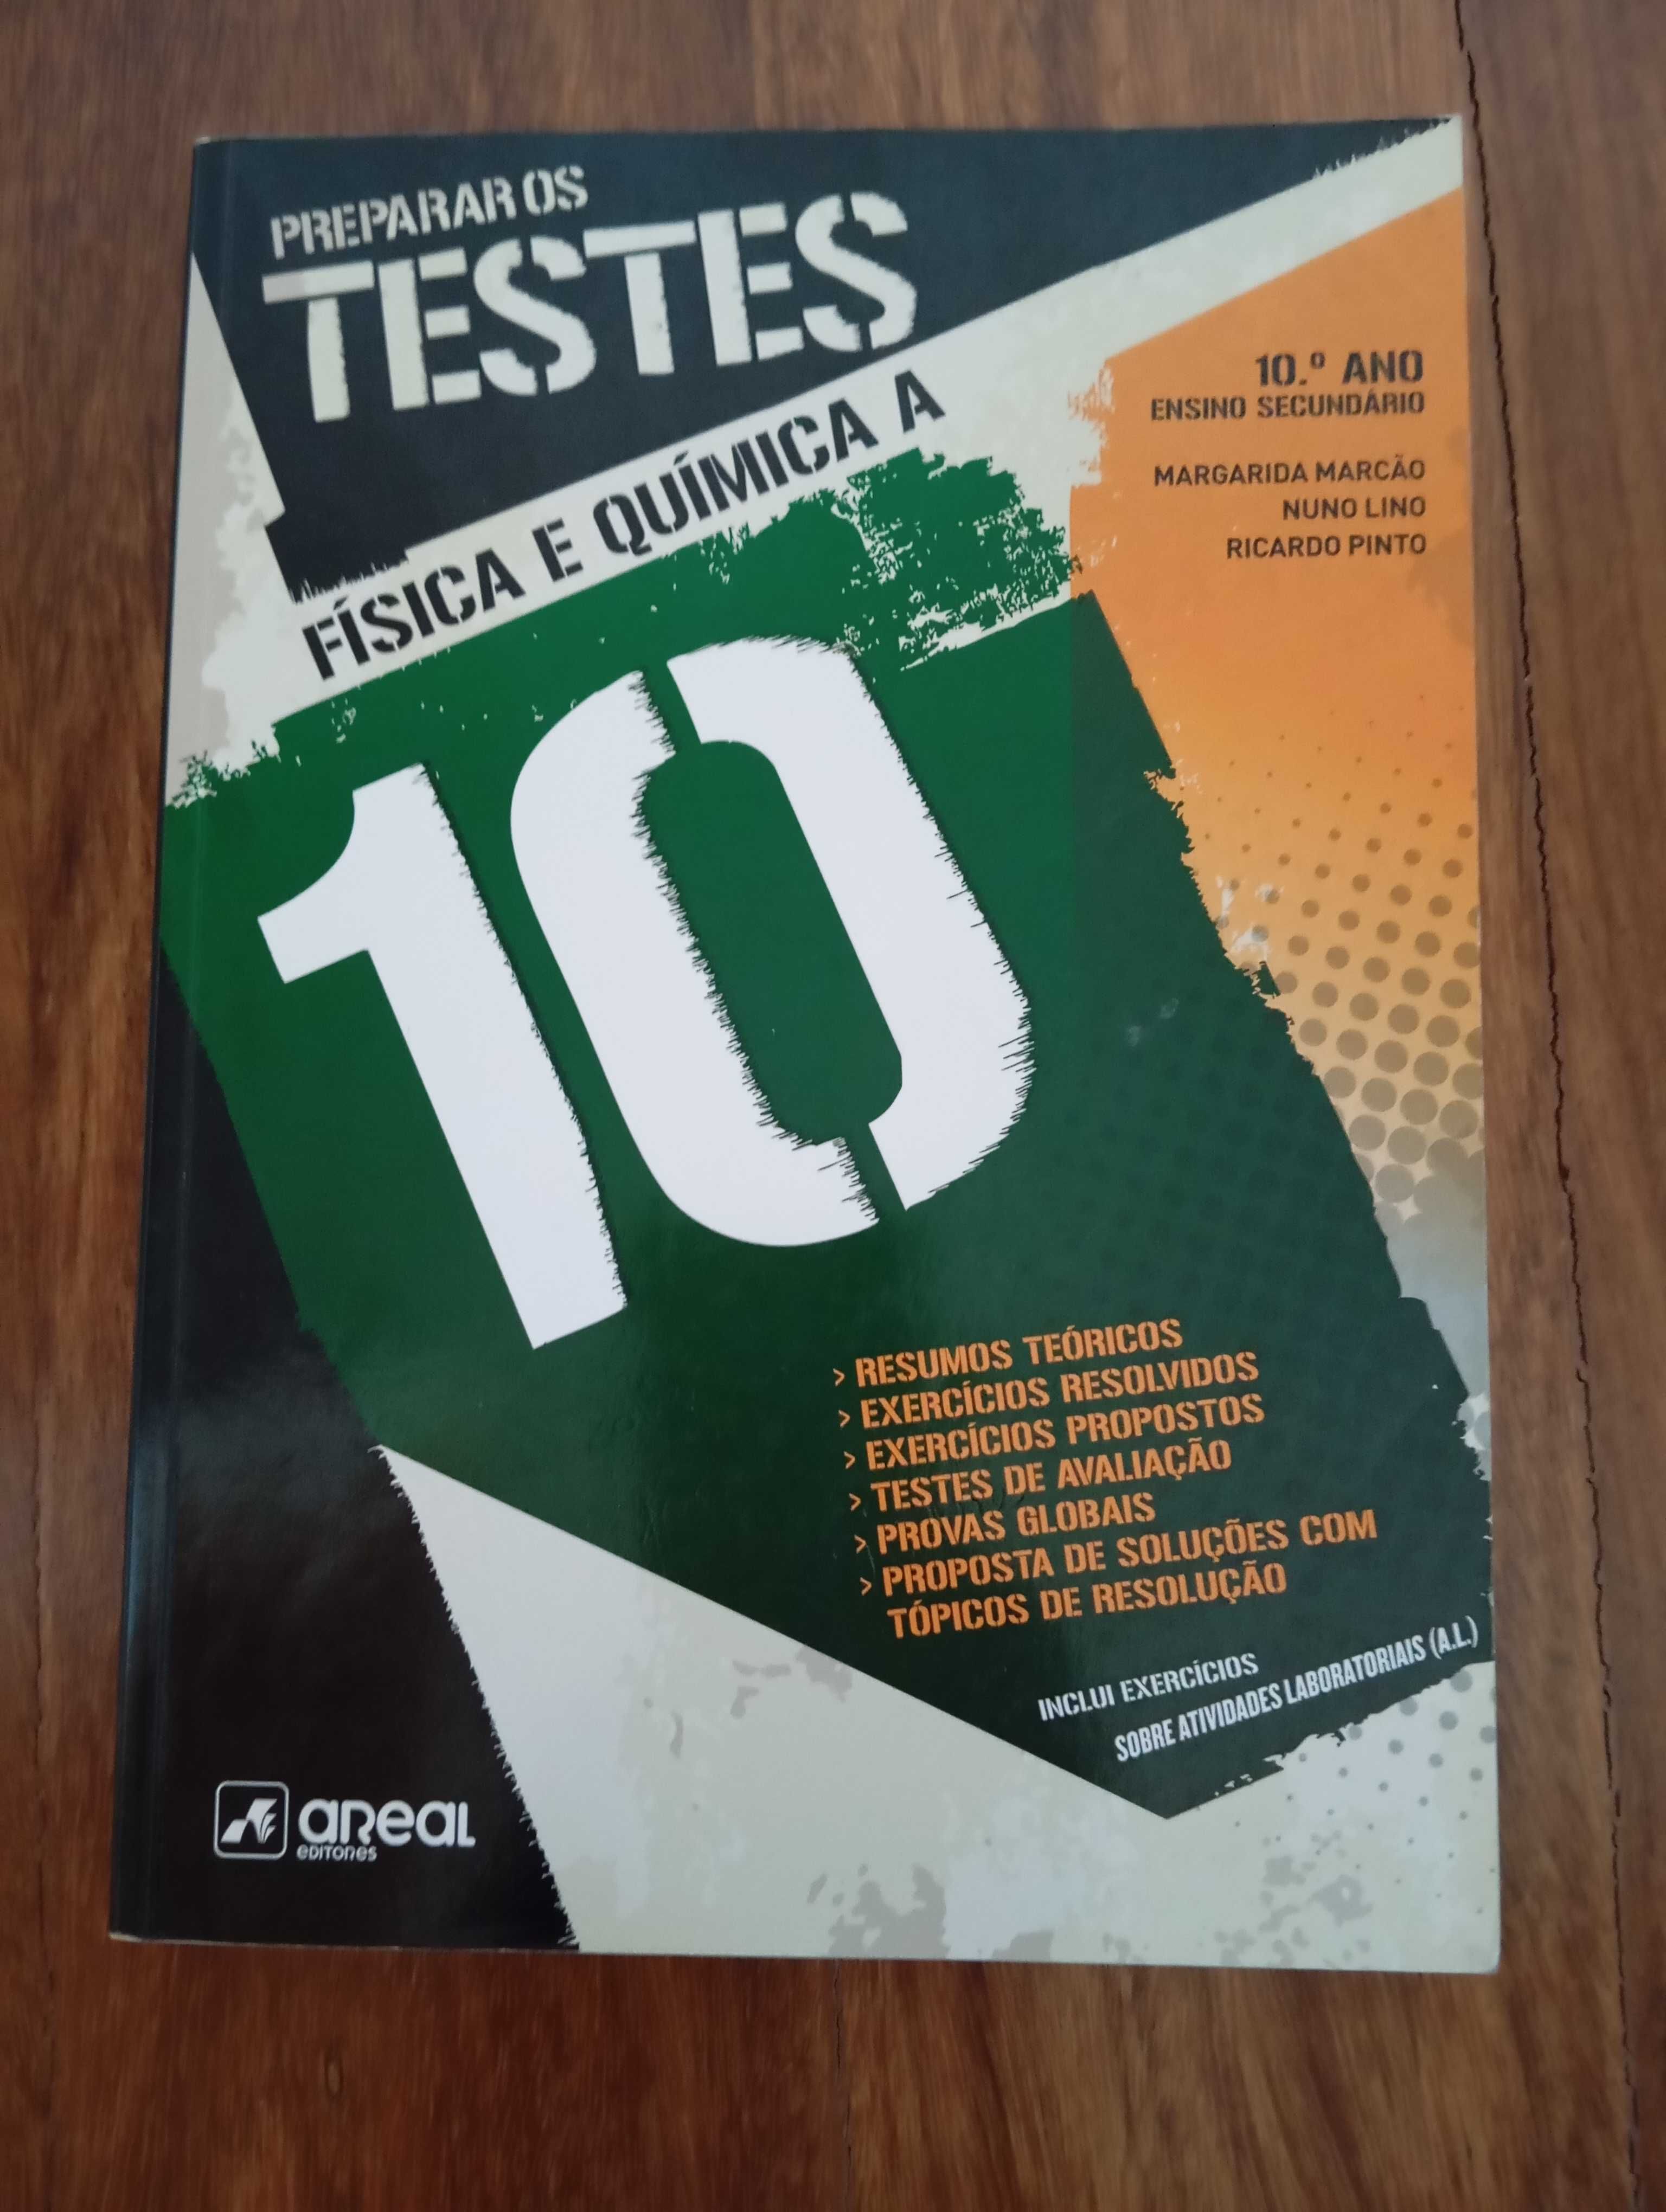 PREPARAR OS
TESTES
FÍSICA E QUÍMICA A
10.º ANO
ENSINO SECUNDÁRIO
MARGARIDA MARCÃO
NUNO LINO
RICARDO PINTO
10
> RESUMOS TEÓRICOS
> EXERCÍCIOS RESOLVIDOS
> EXERCÍCIOS PROPOSTOS
> TESTES DE AVALIAÇÃO
> PROVAS GLOBAIS
> PROPOSTA DE SOLUÇÕES COM
TÓPICOS DE RESOLUÇÃO
INCLUI EXERCÍCIOS
SOBRE ATIVIDADES LABORATORIAIS (A.L.)
areal
EDITORES